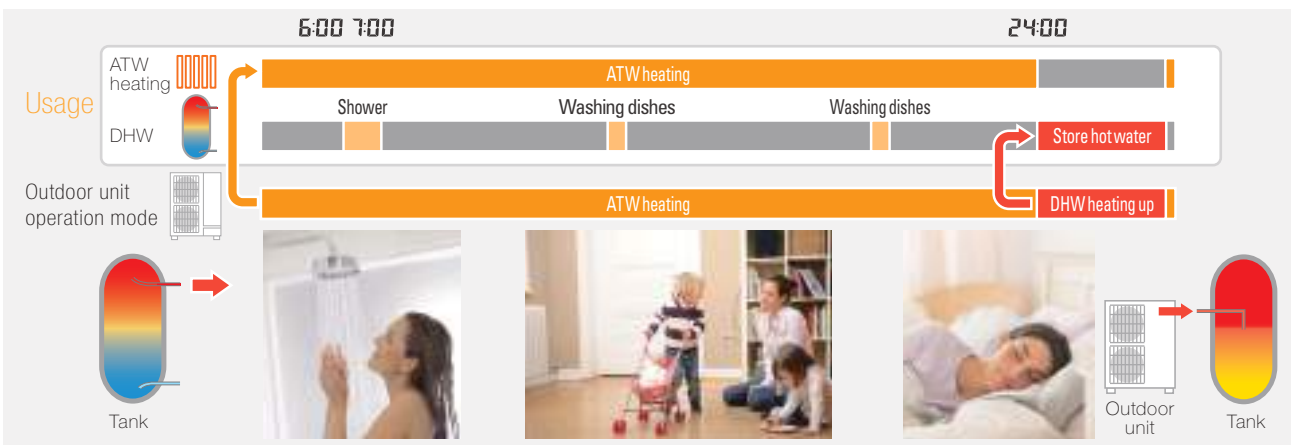 6:00 7:00
24:00
Usage
ATW
heating
ATW heating
Shower
Washing dishes
Washing dishes
DHW
Store hot water
Outdoor unit
operation mode
ATW heating
DHW heating up
Tank
Outdoor
unit
Tank